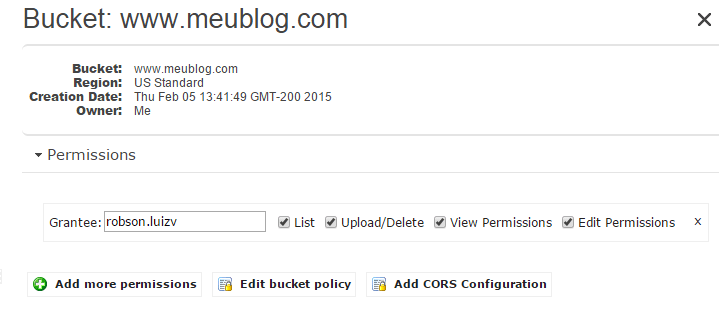 Bucket: www.meublog.com
Bucket: www.meublog.com
Region: US Standard
Creation Date: Thu Feb 05 13:41:49 GMT-200 2015
Owner: Me
Permissions
Grantee: robson.luizv List Upload/Delete View Permissions Edit Permissions x
Add more permissions Edit bucket policy Add CORS Configuration